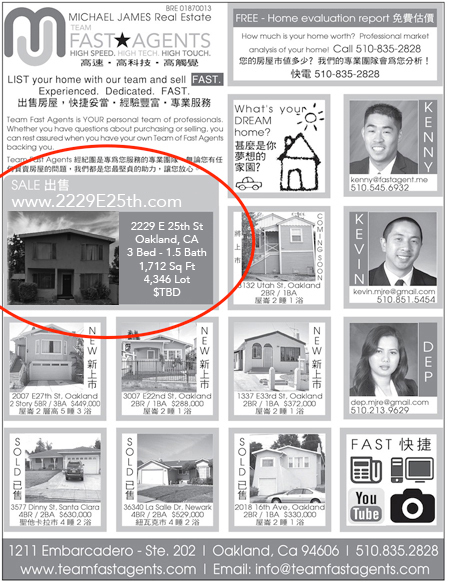 BRE 01870013
MICHAEL JAMES Real Estate
TEAM
FAST★AGENTS
HIGH SPEED. HIGH TECH. HIGH TOUCH.
高速・高科技・高觸覺
LIST your home with our team and sell FAST.
Experienced. Dedicated. FAST.
出售房屋，快捷妥當・經驗豐富・專業服務
Team Fast Agents is YOUR personal team of professionals.
Whether you have questions about purchasing or selling, you
can rest assured when you have your own Team of Fast Agents
backing you.
Team Fast Agents 經紀團是專爲您服務的專業團隊
買賣房屋的問題，我們都是您最堅貞的助力，讓您放心
FREE - Home evaluation report 免費估價
How much is your home worth? Professional market
analysis of your home! Call 510-835-2828
您的房屋市值多少？我們的專業團隊會爲您分析！
快電 510-835-2828
What's your
DREAM
home?
甚麼是你
夢想的
家園?
KENNY
kenny@fastagent.me
510.545.6932
SALE 出售
www.2229E25th.com
2229 E 25th St
Oakland, CA
3 Bed - 1.5 Bath
1,712 Sq Ft
4,346 Lot
$TBD
即上市
COMING SOON
3132 Utah St, Oakland
2BR / 1BA
屋崙 2 睡 1 浴
KEVIN
kevin.mjre@gmail.com
510.851.5454
NEW 新上市
2007 E27th, Oakland
2 Story 5BR / 3BA $449,000
屋崙 2 層高 5 睡 3 浴
NEW 新上市
3007 E22nd, Oakland
2BR / 1BA $288,000
屋崙 2 睡 1 浴
NEW 新上市
1337 E33rd, Oakland
2BR / 1BA $372,000
屋崙 2 睡 1 浴
DEP
dep.mjre@gmail.com
510.213.9629
SOLD 已售
3577 Dinny St, Santa Clara
4BR / 2BA $630,000
聖他卡拉市 4 睡 2 浴
SOLD 已售
36340 La Salle Dr. Newark
4BR / 2BA $529,000
紐瓦克市 4 睡 2 浴
SOLD 已售
2018 16th Ave. Oakland
2BR / 1BA $330,000
屋崙 2 睡 1 浴
FAST 快捷
You
Tube
1211 Embarcadero - Ste. 202 | Oakland, Ca 94606 | 510.835.2828
www.teamfastagents.com | Email: info@teamfastagents.com